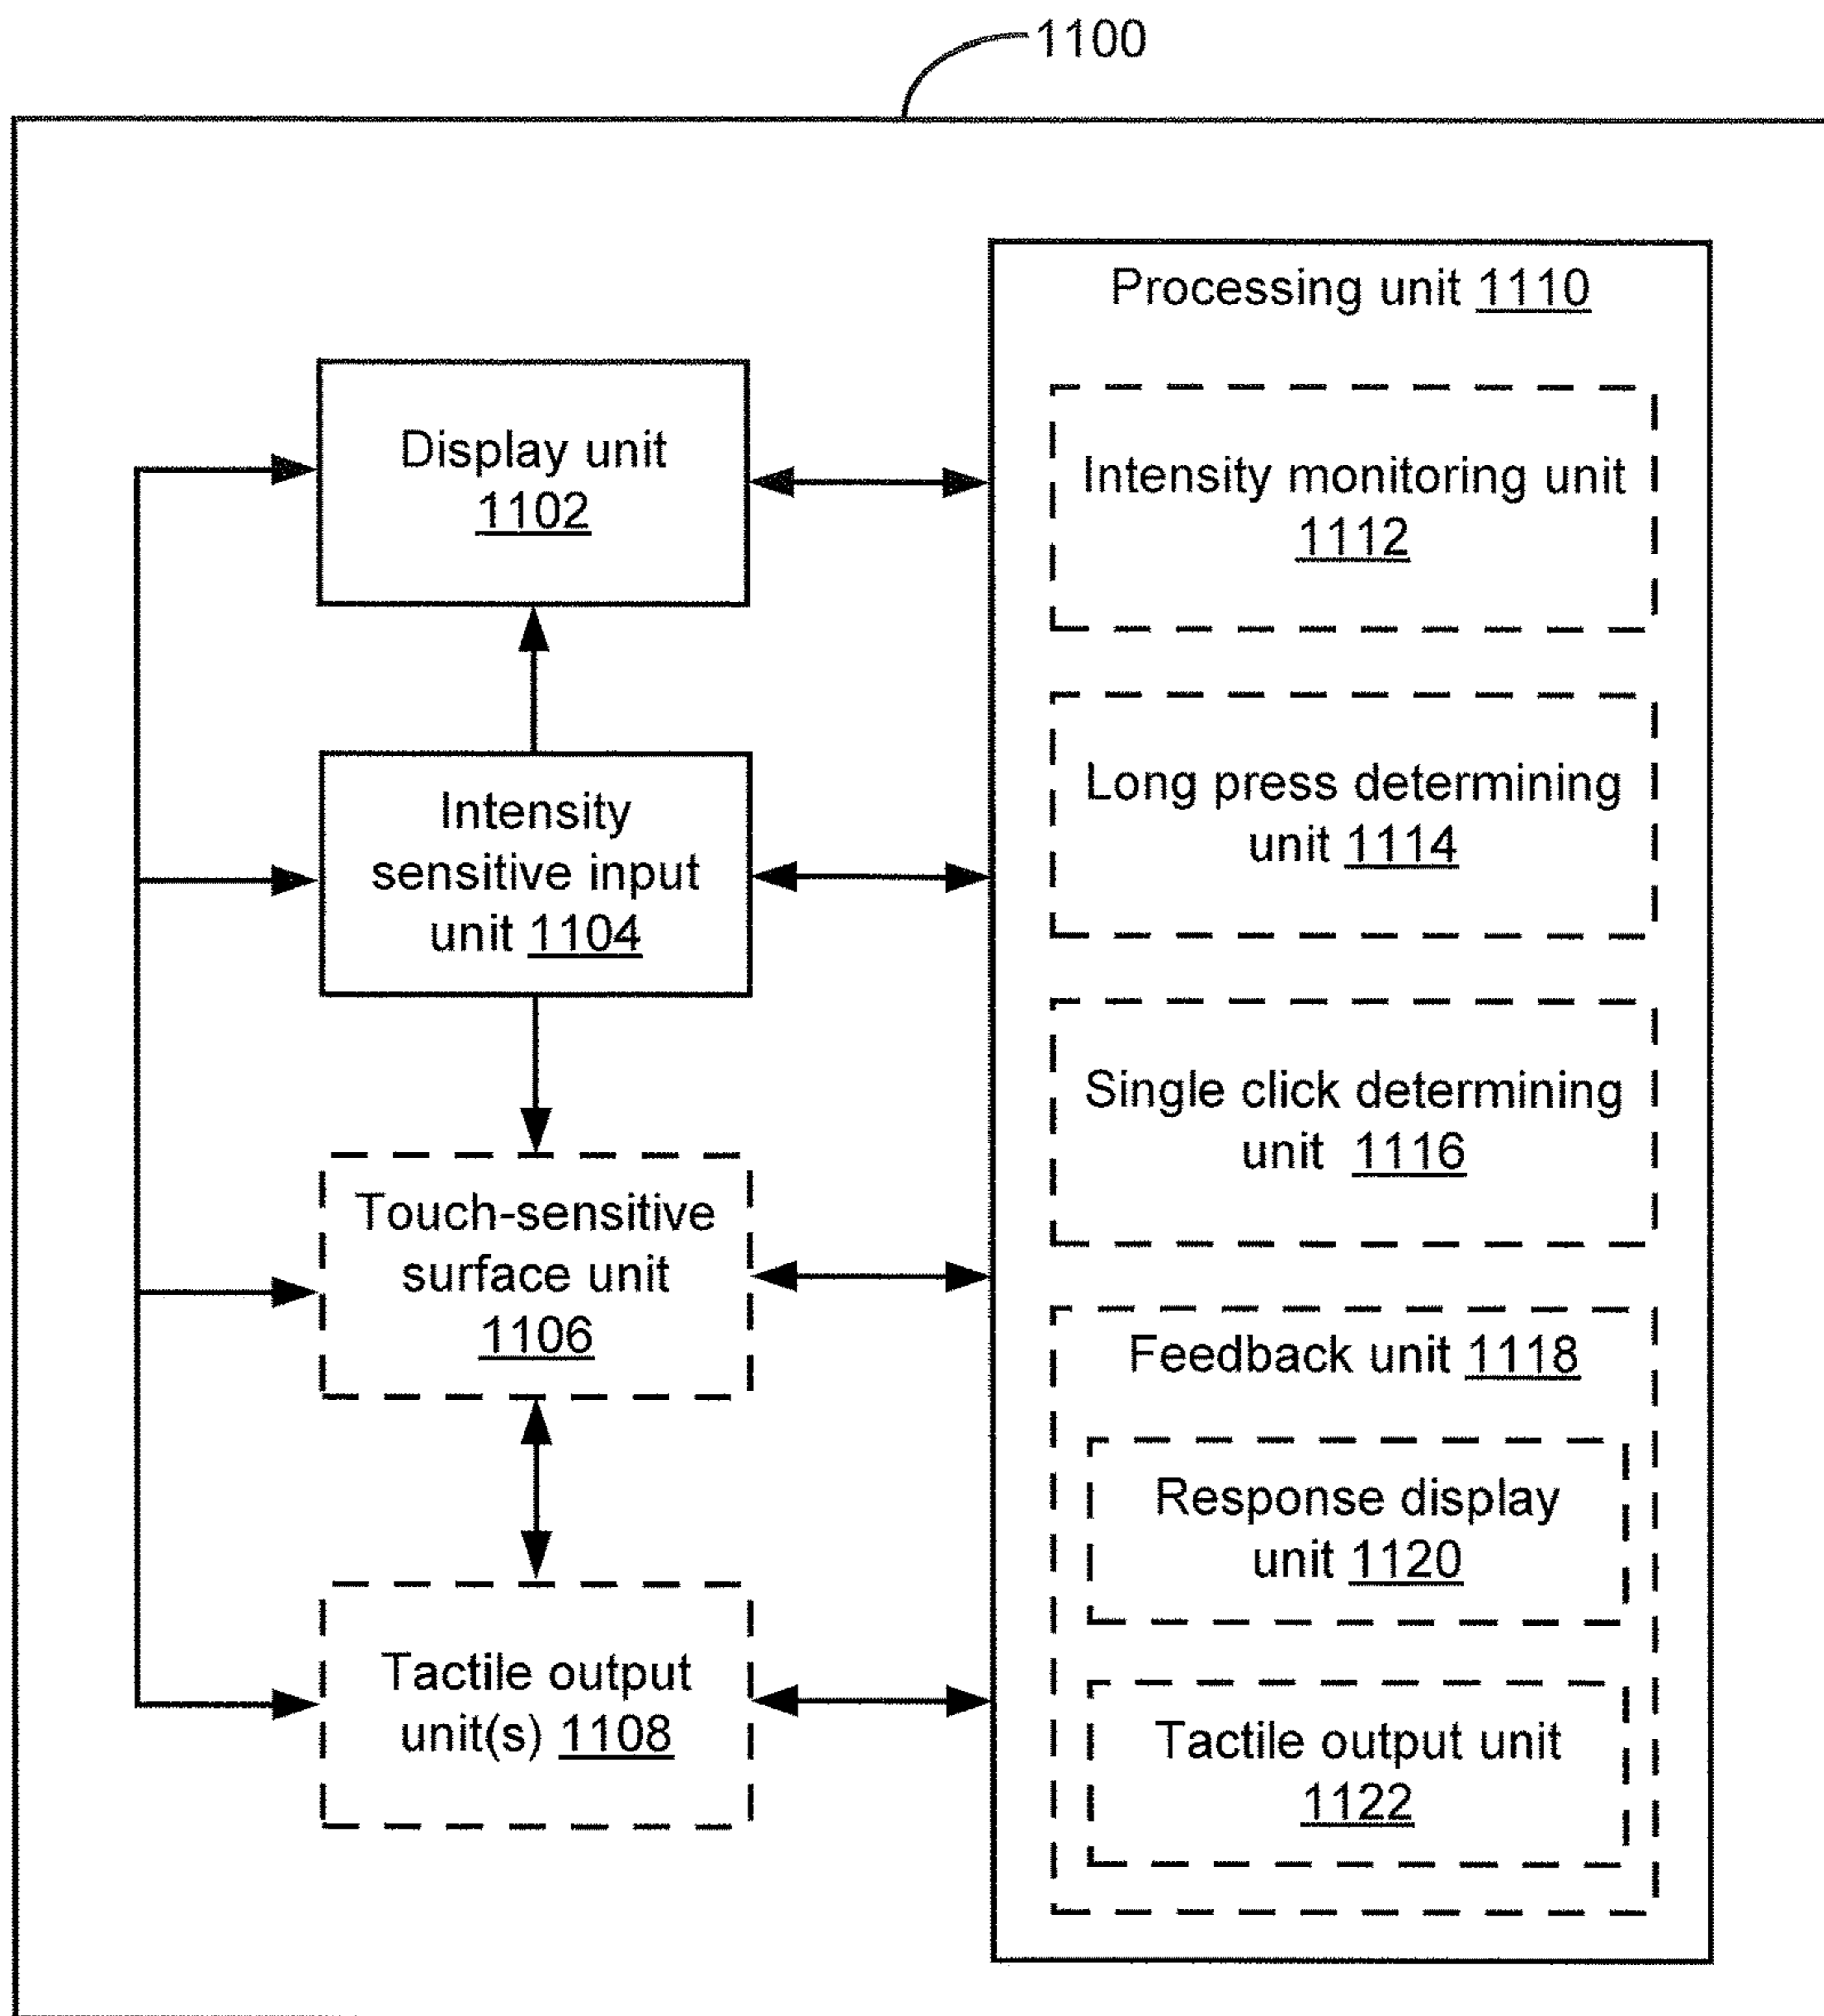 1100
Display unit
1102
Intensity
sensitive input
unit 1104
Touch-sensitive
surface unit
1106
Tactile output
unit(s) 1108
Processing unit 1110
Intensity monitoring unit
1112
Long press determining
unit 1114
Single click determining
unit 1116
Feedback unit 1118
Response display
unit 1120
Tactile output unit
1122